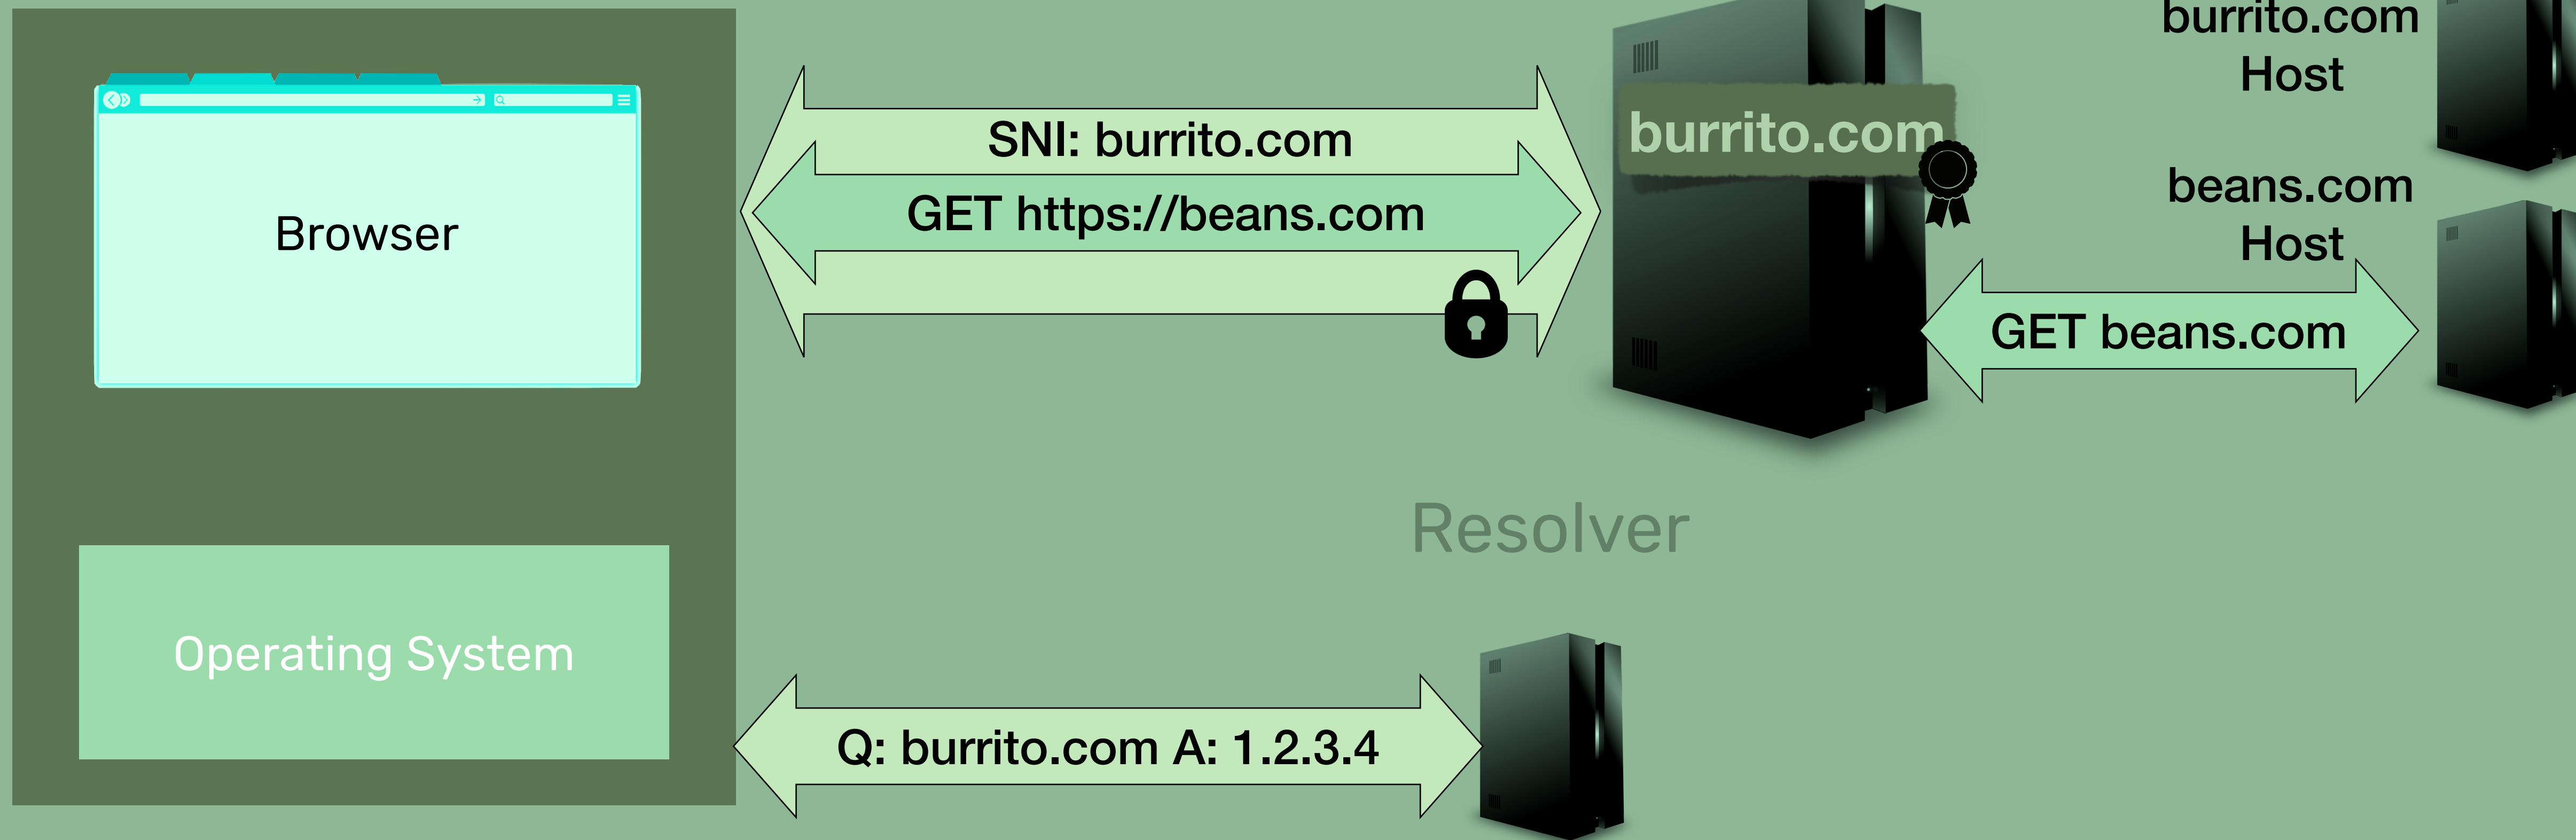 Browser
Operating System
SNI: burrito.com
GET https://beans.com
burrito.com
burrito.com
Host
beans.com
Host
GET beans.com
Resolver
Q: burrito.com A: 1.2.3.4